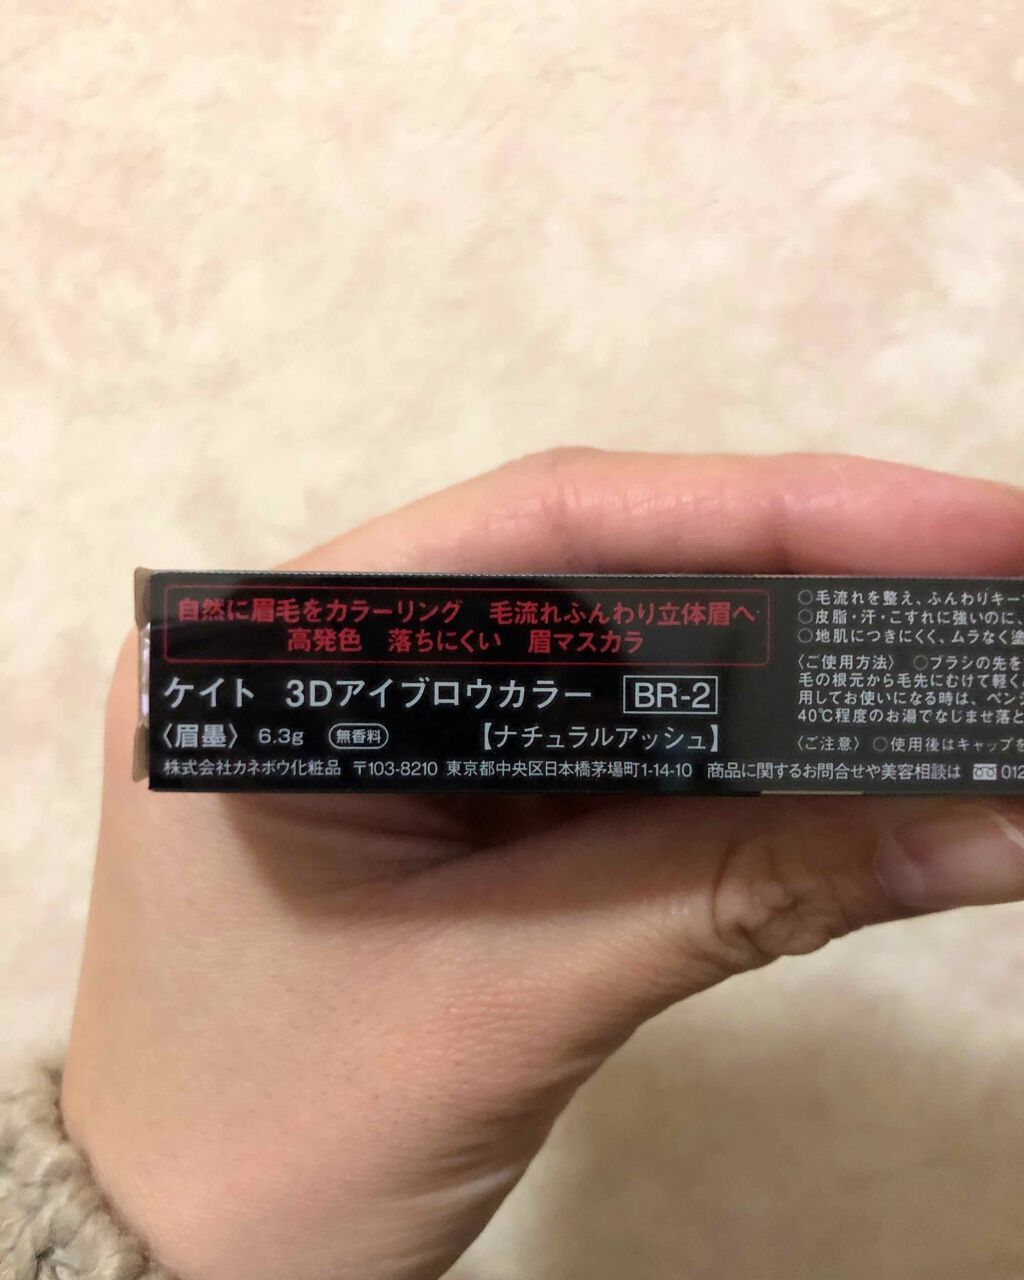 自然に眉毛をカラーリング 毛流れふんわり立体眉へ
高発色 落ちにくい 眉マスカラ
ケイト 3Dアイブロウカラー BR-2
〈眉墨〉 6.3g 無香料 【ナチュラルアッシュ】
株式会社カネボウ化粧品 〒103-8210 東京都中央区日本橋茅場町1-14-10 商品に関するお問合せや美容相談は 012
○毛流れを整え、ふんわりキー
○皮脂・汗・こすれに強いのに、
○地肌につきにくく、ムラなく塗
〈ご使用方法〉 ○ブラシの先を
毛の根元から毛先にむけて軽く
用してお使いになる時は、ペン
40℃程度のお湯でなじませ落と
〈ご注意〉 ○使用後はキャップを